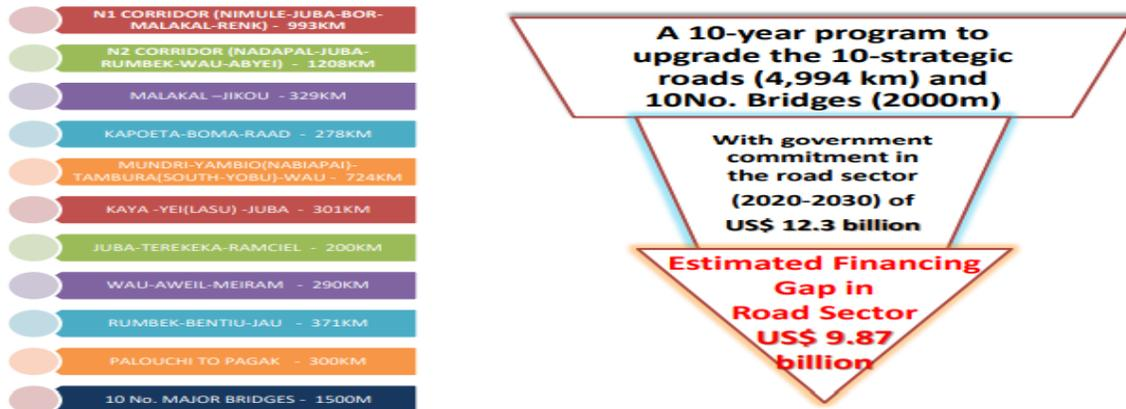 N1 CORRIDOR (NIMULE-JUBA-BOR-
MALAKAL-RENK) - 993KM
N2 CORRIDOR (NADAPAL-JUBA-
RUMBEK-WAU-ABYEI) - 1208KM
MALAKAL –JIKOU - 329KM
KAPOETA-BOMA-RAAD - 278KM
MUNDRI-YAMBIO(NABIAPAI)-
TAMBURA(SOUTH-YOBU)-WAU - 724KM
KAYA -YEI(LASU) -JUBA - 301KM
JUBA-TEREKEKA-RAMCIEL - 200KM
WAU-AWEIL-MEIRAM - 290KM
RUMBEK-BENTIU-JAU - 371KM
PALOUCHI TO PAGAK - 300KM
10 No. MAJOR BRIDGES - 1500M
A 10-year program to
upgrade the 10-strategic
roads (4,994 km) and
10No. Bridges (2000m)
With government
commitment in
the road sector
(2020-2030) of
US$ 12.3 billion
Estimated Financing
Gap in
Road Sector
US$ 9.87
billion